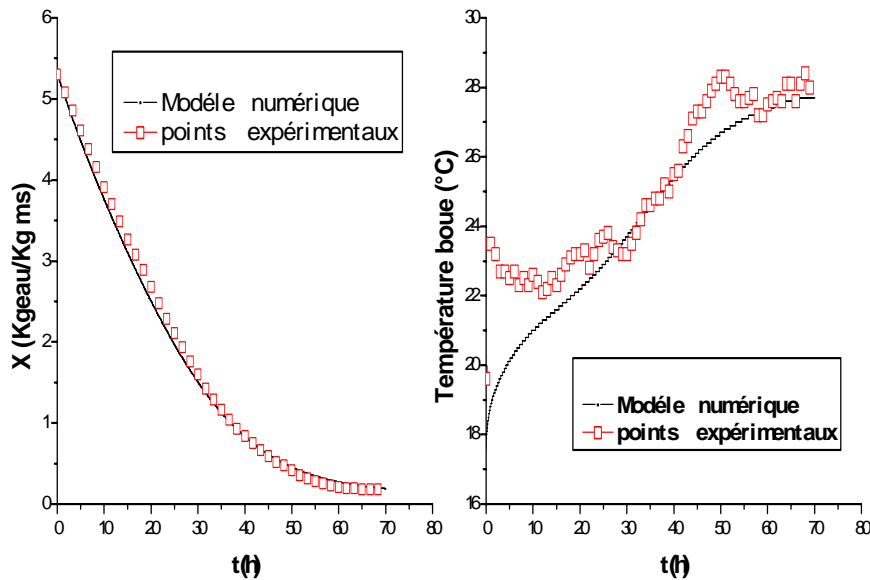 6
5
4
3
2
1
0
X (Kgeau/Kg ms)
Modéle numérique
points expérimentaux
0 10 20 30 40 50 60 70 80
t(h)
30
28
26
24
22
20
18
16
Température boue (°C)
Modéle numérique
points expérimentaux
0 10 20 30 40 50 60 70 80
t(h)